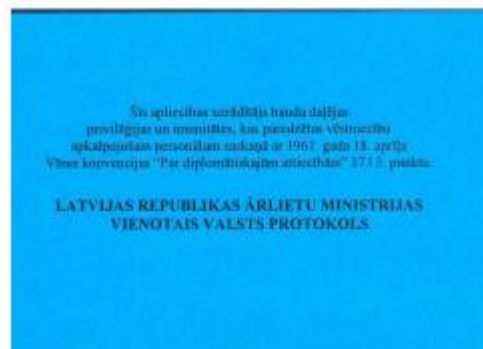 Šīs apliecības uzrādītājs bauda daļējas
privilēģijas un imunitātes, kas paredzētas vēstniecību
apkalpojošam personālam saskaņā ar 1961. gada 18. aprīļa
Vīnes konvencijas "Par diplomātiskajām attiecībām" 37.f 3. punktu.
LATVIJAS REPUBLIKAS ĀRLIETU MINISTRIJAS
VIENOTAIS VALSTS PROTOKOLS